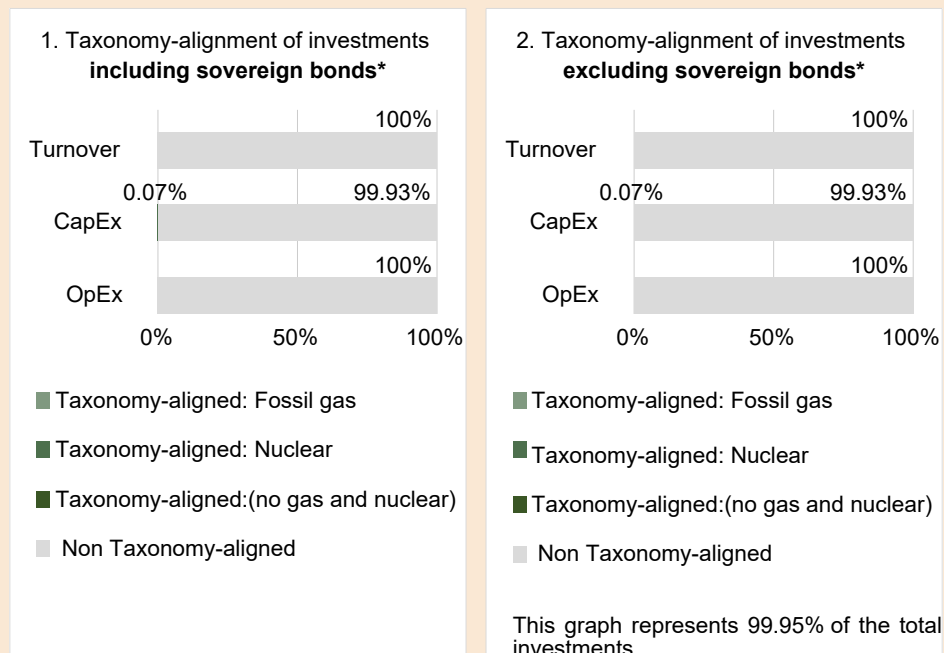 1. Taxonomy-alignment of investments
including sovereign bonds*
100%
Turnover
0.07% 99.93%
CapEx
100%
OpEx
0% 50% 100%
Taxonomy-aligned: Fossil gas
Taxonomy-aligned: Nuclear
Taxonomy-aligned:(no gas and nuclear)
Non Taxonomy-aligned
2. Taxonomy-alignment of investments
excluding sovereign bonds*
100%
Turnover
0.07% 99.93%
CapEx
100%
OpEx
0% 50% 100%
Taxonomy-aligned: Fossil gas
Taxonomy-aligned: Nuclear
Taxonomy-aligned:(no gas and nuclear)
Non Taxonomy-aligned
This graph represents 99.95% of the total
investments